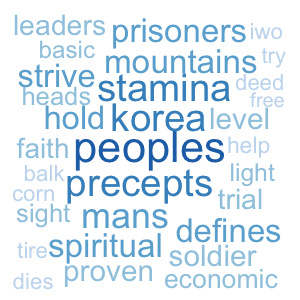 leaders prisoners iwo
basic mountains try
strive stamina deed
heads free
hold korea level
faith peoples help
balk precepts light
corn trial
sight mans defines
tire spiritual soldier
dies proven economic